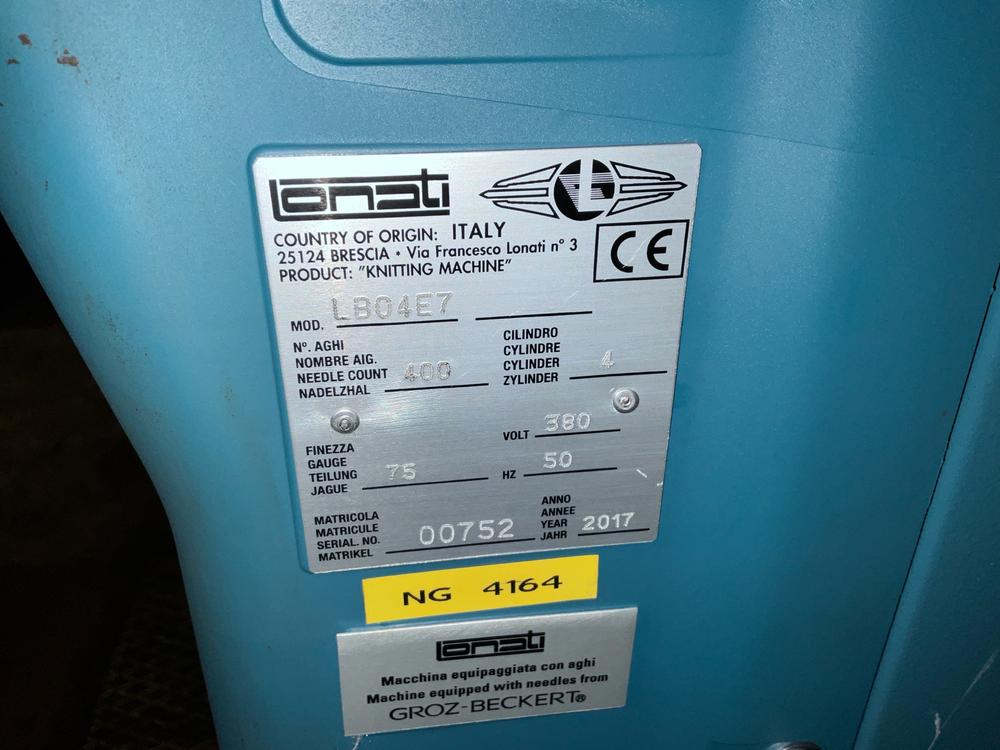 Lonati
L
COUNTRY OF ORIGIN: ITALY
25124 BRESCIA • Via Francesco Lonati n° 3
PRODUCT: "KNITTING MACHINE"
CE
MOD. LB04E7
N°. AGHI
NOMBRE AIG.
NEEDLE COUNT 400
NADELZHAL
CILINDRO
CYLINDRE
CYLINDER 4
ZYLINDER
VOLT 380
FINEZZA
GAUGE
TEILUNG 75
JAGUE
HZ 50
MATRICOLA
MATRICULE
SERIAL. NO. 00752
MATRIKEL
ANNO
ANNEE
YEAR 2017
JAHR
NG 4164
Lonati
Macchina equipaggiata con aghi
Machine equipped with needles from
GROZ-BECKERT®